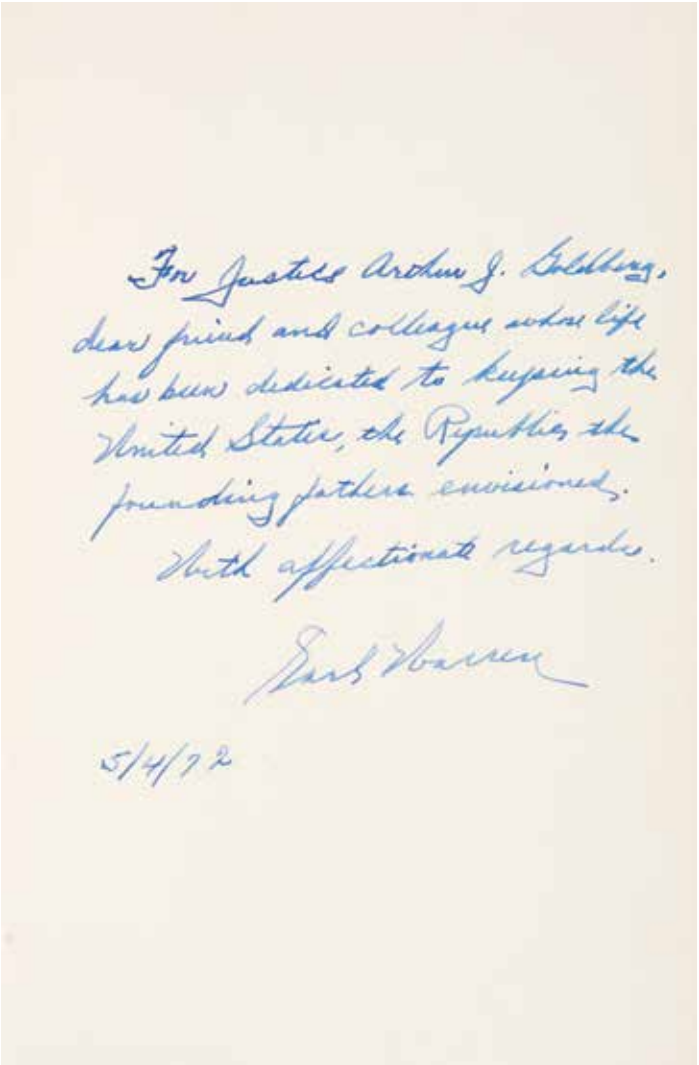 For Justice Arthur J. Goldberg,
dear friend and colleague whose life
has been dedicated to keeping the
United States, the Republic the
founding fathers envisioned.
With affectionate regards.
Earl Warren
5/4/72